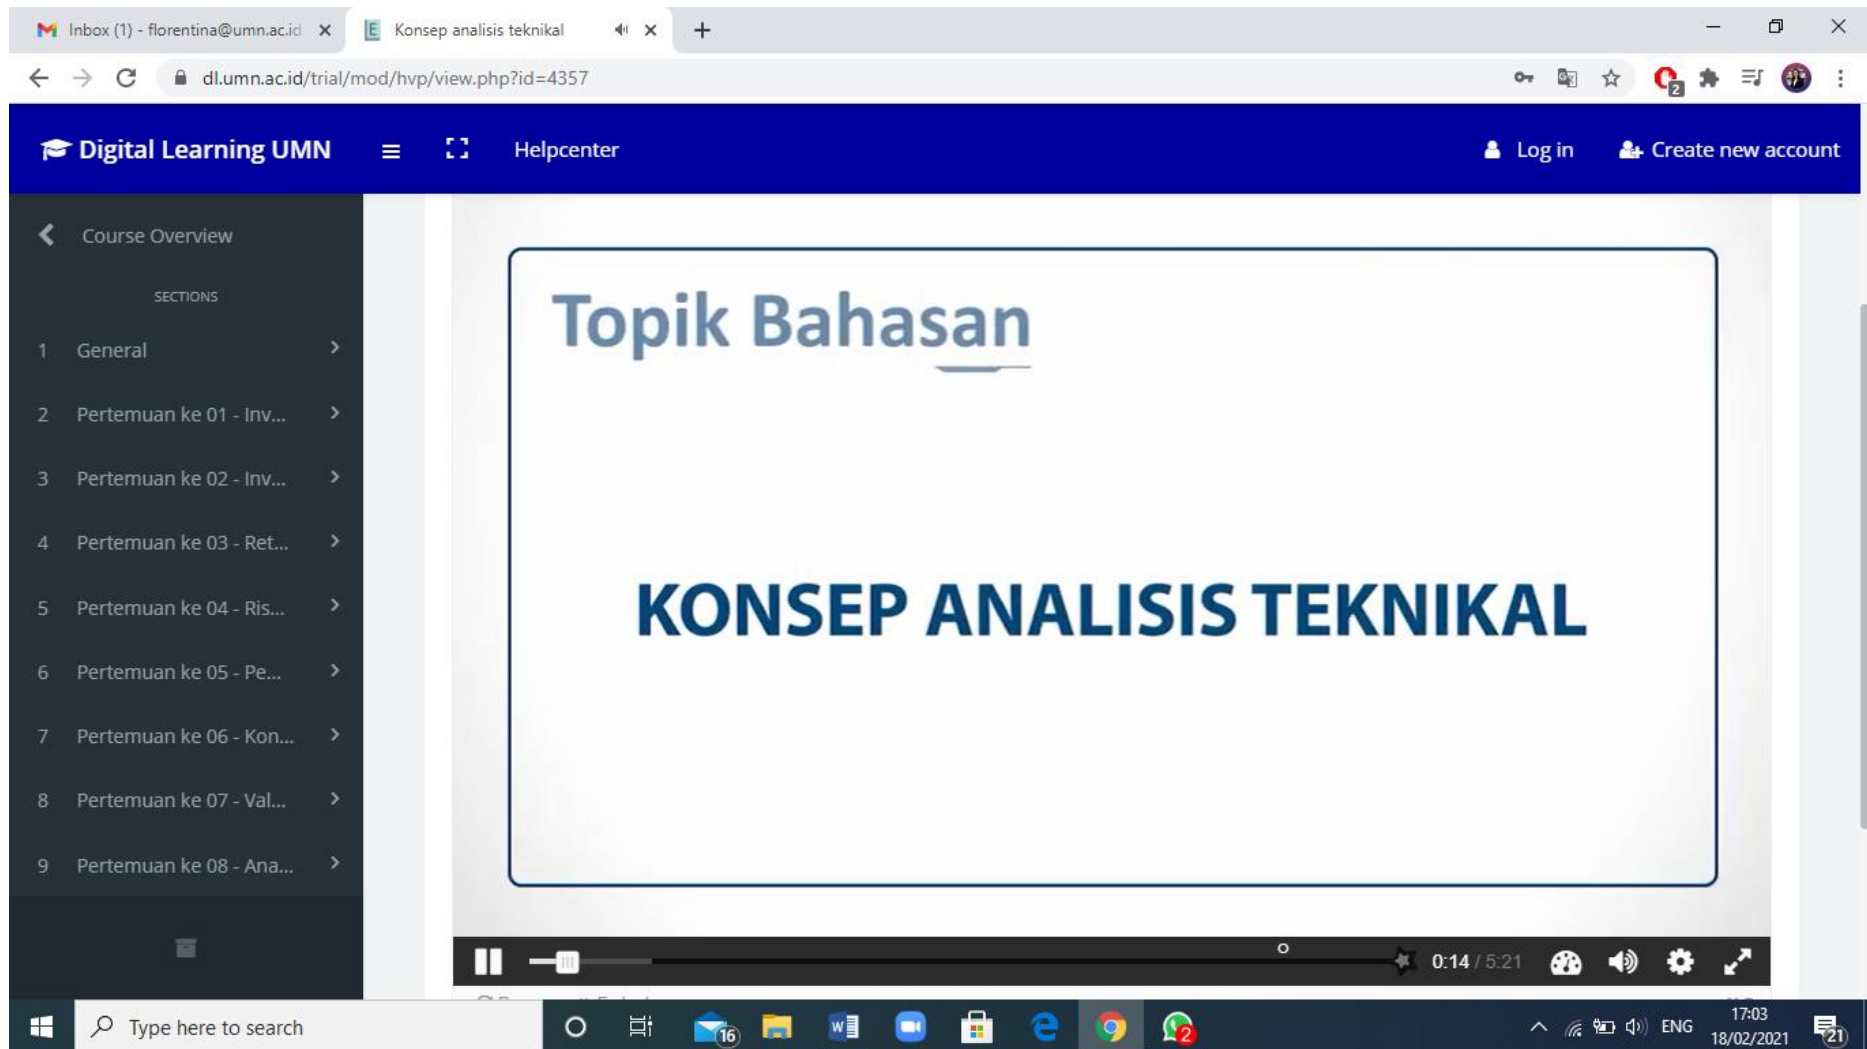 Inbox (1) - florentina@umn.ac.id
Konsep analisis teknikal
dl.umn.ac.id/trial/mod/hvp/view.php?id=4357
2
Digital Learning UMN
Helpcenter
Log in
Create new account
Course Overview
SECTIONS
1 General
2 Pertemuan ke 01 - Inv...
3 Pertemuan ke 02 - Inv...
4 Pertemuan ke 03 - Ret...
5 Pertemuan ke 04 - Ris...
6 Pertemuan ke 05 - Pe...
7 Pertemuan ke 06 - Kon...
8 Pertemuan ke 07 - Val...
9 Pertemuan ke 08 - Ana...
Topik Bahasan
KONSEP ANALISIS TEKNIKAL
0:14 / 5:21
Type here to search
16
2
ENG
17:03
18/02/2021
21